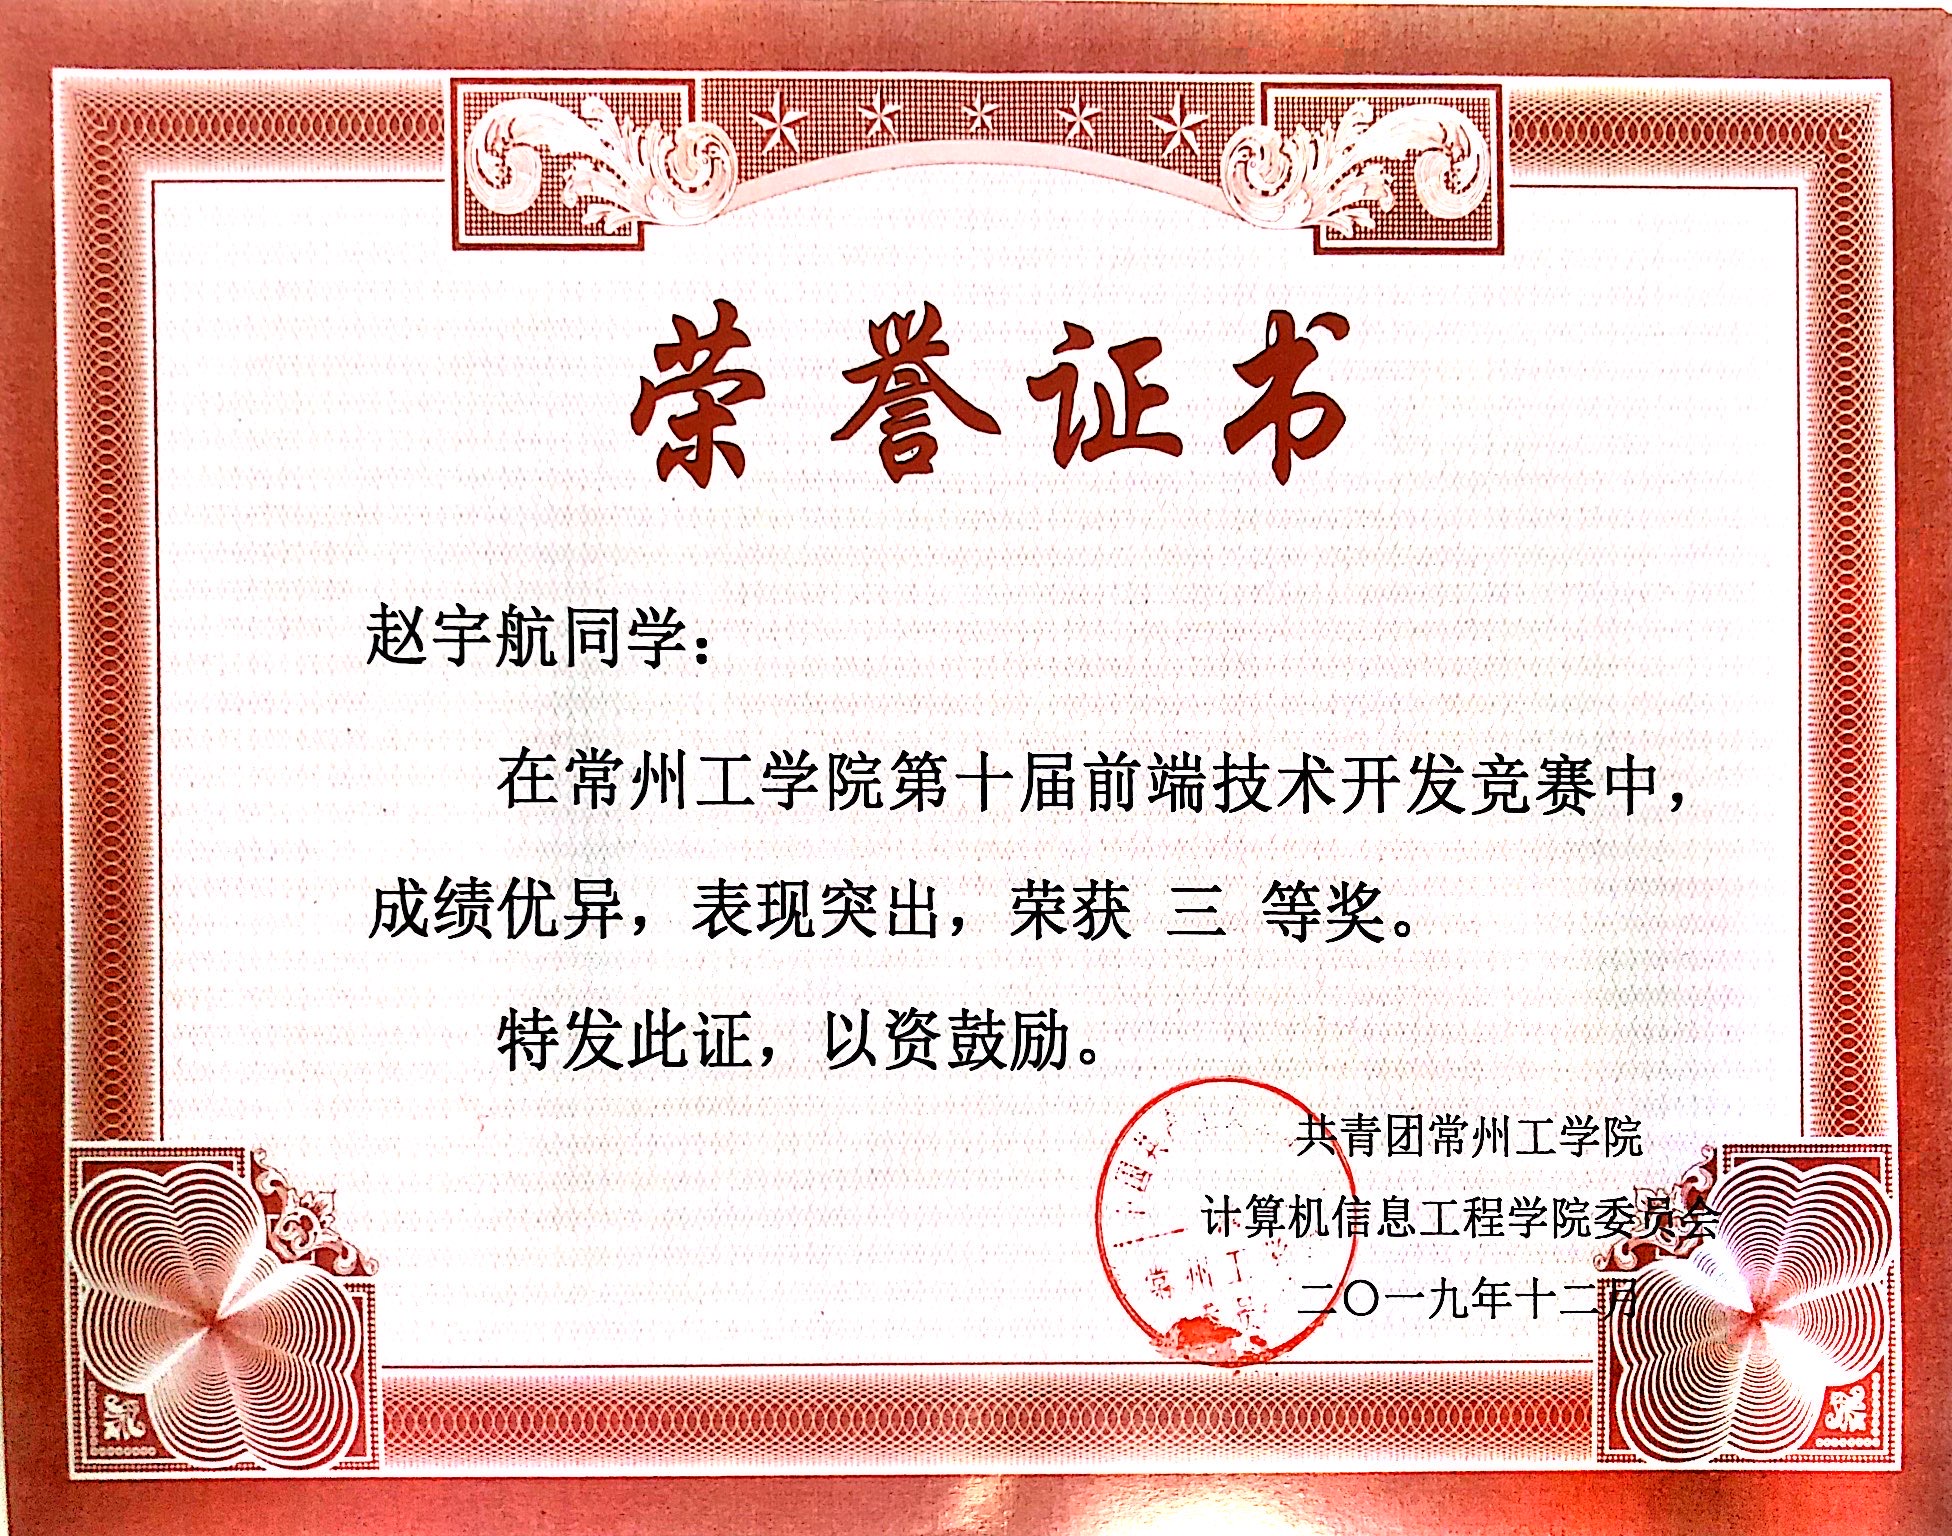 荣誉证书
赵宇航同学：
在常州工学院第十届前端技术开发竞赛中，
成绩优异，表现突出，荣获 三 等奖。
特发此证，以资鼓励。
共青团常州工学院
计算机信息工程学院委员会
二〇一九年十二月
常州工学